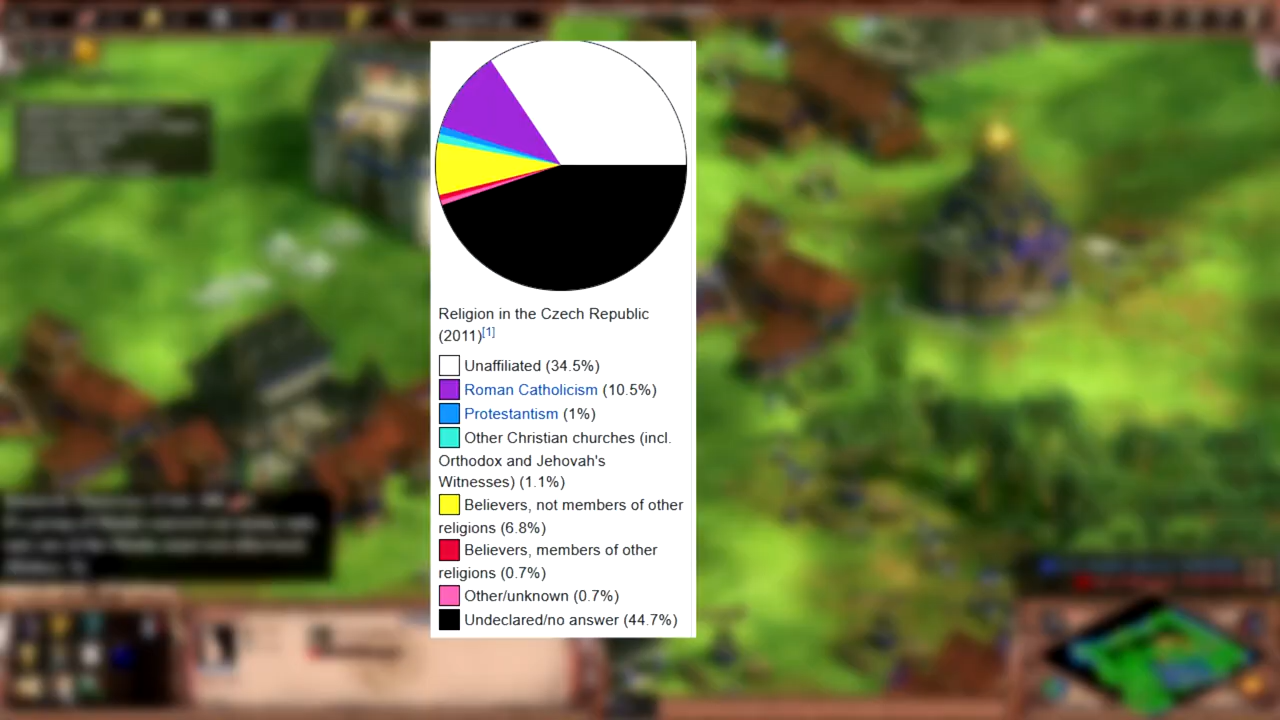 Religion in the Czech Republic
(2011)[1]
Unaffiliated (34.5%)
Roman Catholicism (10.5%)
Protestantism (1%)
Other Christian churches (incl.
Orthodox and Jehovah's
Witnesses) (1.1%)
Believers, not members of other
religions (6.8%)
Believers, members of other
religions (0.7%)
Other/unknown (0.7%)
Undeclared/no answer (44.7%)